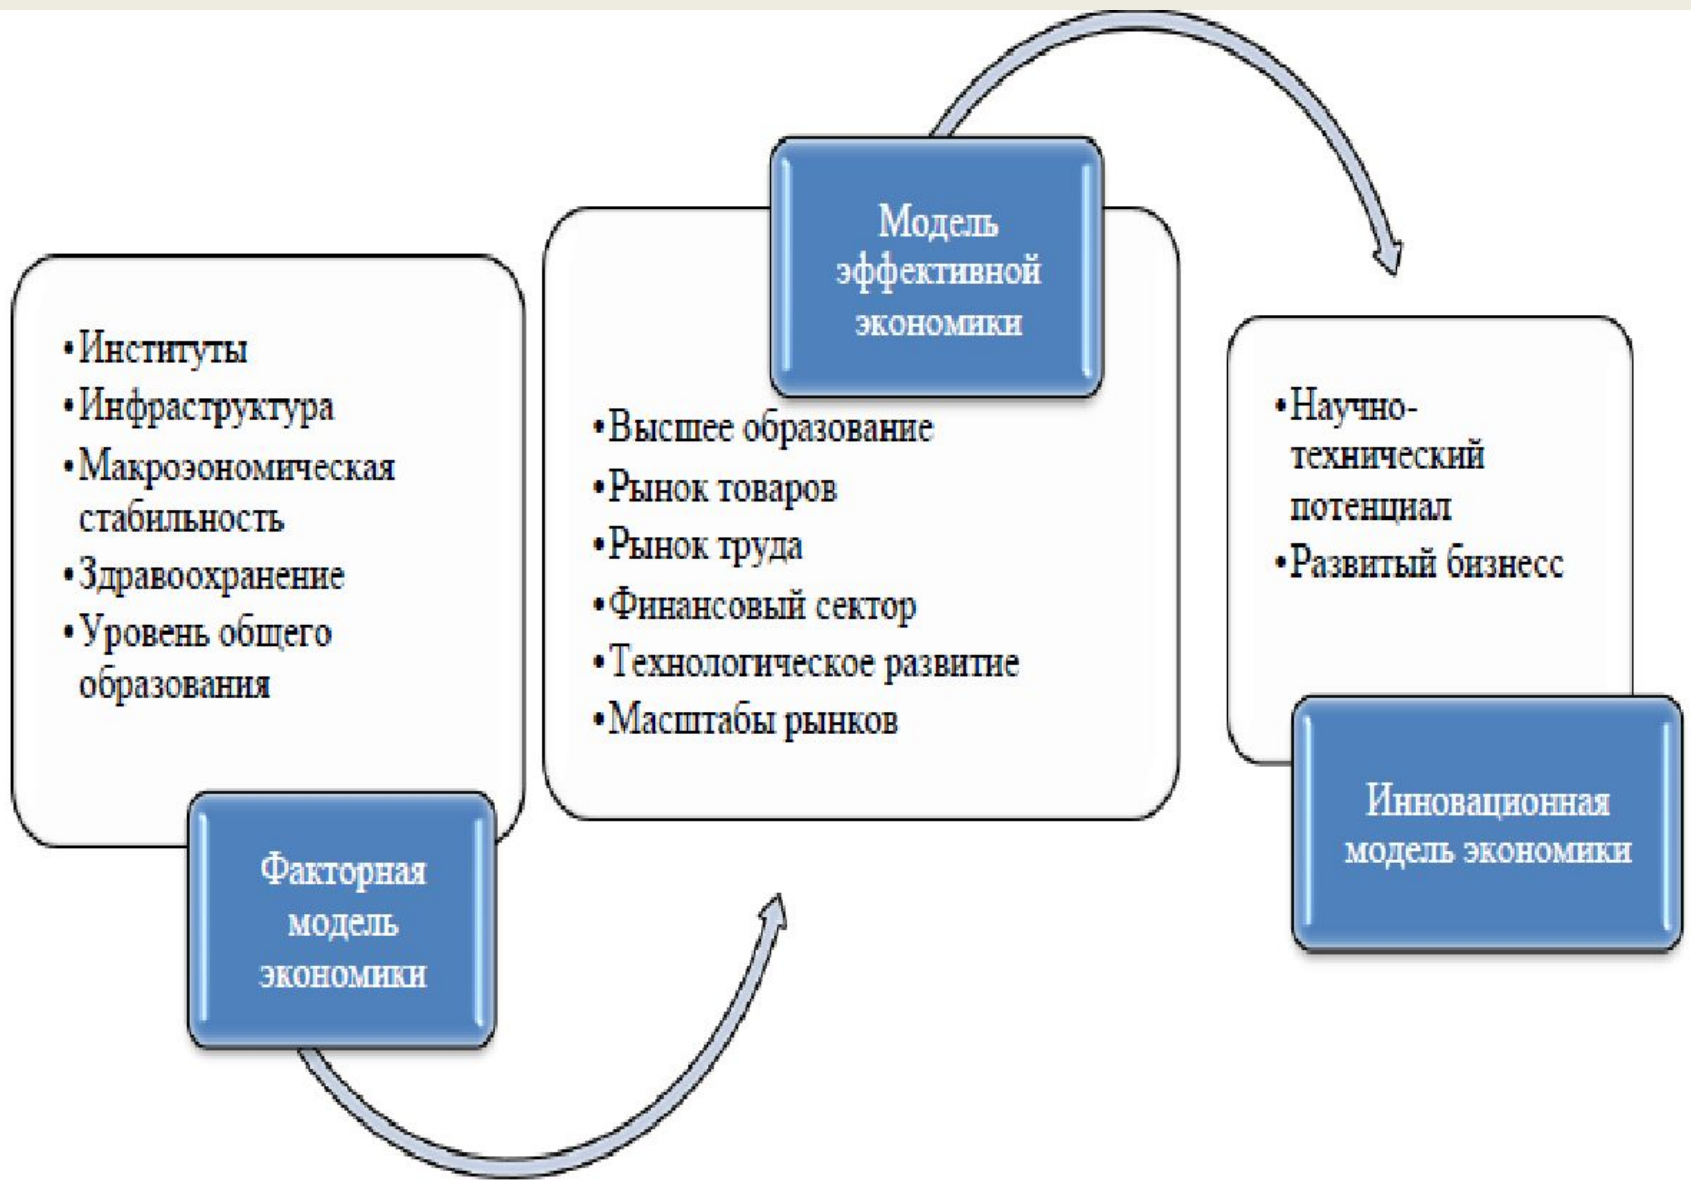 •Институты
•Инфраструктура
•Макроэономическая
стабильность
•Здравоохранение
•Уровень общего
образования
Факторная
модель
экономики
Модель
эффективной
экономики
•Высшее образование
•Рынок товаров
•Рынок труда
•Финансовый сектор
•Технологическое развитие
•Масштабы рынков
•Научно-
технический
потенциал
•Развитый бизнесс
Инновационная
модель экономики